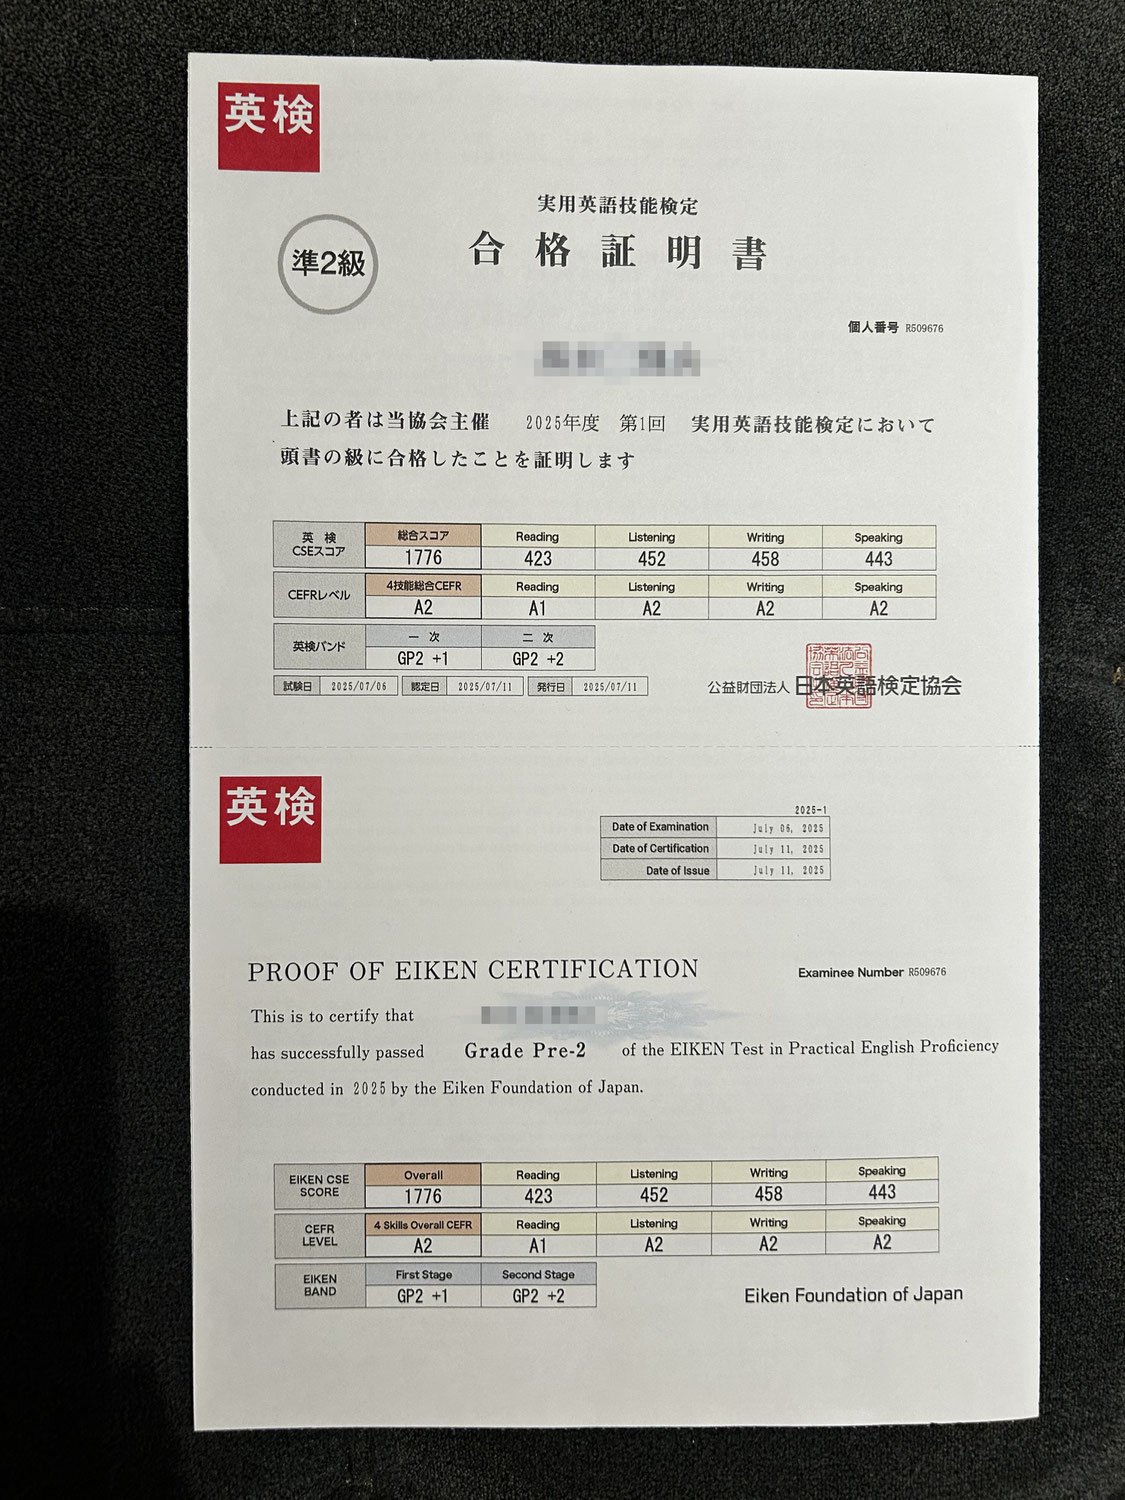 英検
実用英語技能検定
準2級
合格証明書
個人番号 R509676
上記の者は当協会主催 2025年度 第1回 実用英語技能検定において
頭書の級に合格したことを証明します
英検 CSEスコア 総合スコア Reading Listening Writing Speaking
1776 423 452 458 443
CEFRレベル 4技能総合CEFR Reading Listening Writing Speaking
A2 A1 A2 A2 A2
英検バンド 一次 二次
GP2 +1 GP2 +2
試験日 2025/07/06 認定日 2025/07/11 発行日 2025/07/11
公益財団法人 日本英語検定協会
英検
2025-1
Date of Examination July 06, 2025
Date of Certification July 11, 2025
Date of Issue July 11, 2025
PROOF OF EIKEN CERTIFICATION
Examinee Number R509676
This is to certify that
has successfully passed Grade Pre-2 of the EIKEN Test in Practical English Proficiency
conducted in 2025 by the Eiken Foundation of Japan.
EIKEN CSE SCORE Overall Reading Listening Writing Speaking
1776 423 452 458 443
CEFR LEVEL 4 Skills Overall CEFR Reading Listening Writing Speaking
A2 A1 A2 A2 A2
EIKEN BAND First Stage Second Stage
GP2 +1 GP2 +2
Eiken Foundation of Japan